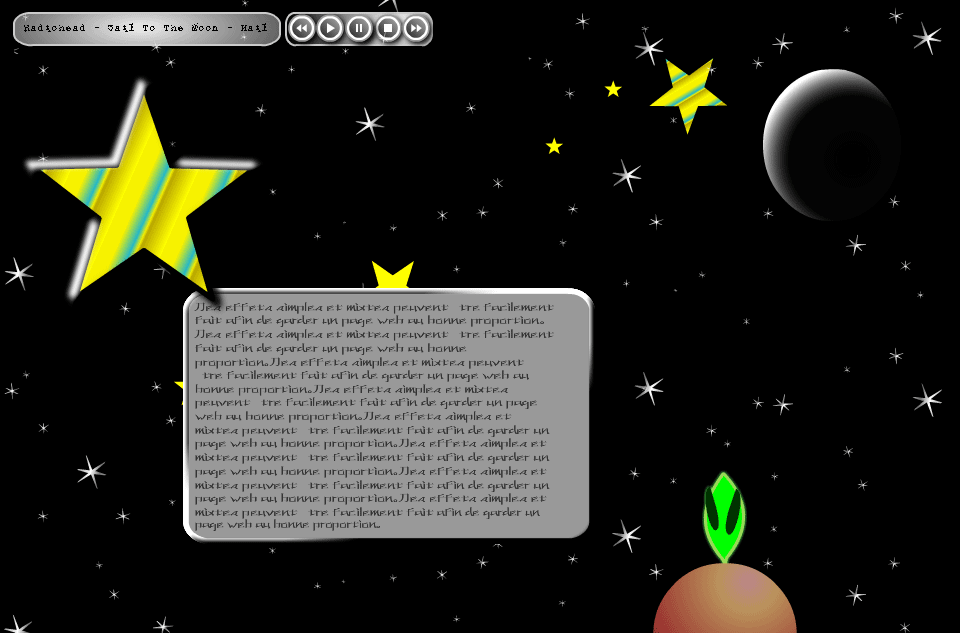 Radiohead - Sail To The Moon - Hail
Des effets simples et mixtes peuvent tre facilement
fait afin de garder un page web au bonne proportion.
Des effets simples et mixtes peuvent tre facilement
fait afin de garder un page web au bonne
proportion.Des effets simples et mixtes peuvent
tre facilement fait afin de garder un page web au
bonne proportion.Des effets simples et mixtes
peuvent tre facilement fait afin de garder un page
web au bonne proportion.Des effets simples et
mixtes peuvent tre facilement fait afin de garder un
page web au bonne proportion.Des effets simples et
mixtes peuvent tre facilement fait afin de garder un
page web au bonne proportion.Des effets simples et
mixtes peuvent tre facilement fait afin de garder un
page web au bonne proportion.Des effets simples et
mixtes peuvent tre facilement fait afin de garder un
page web au bonne proportion.